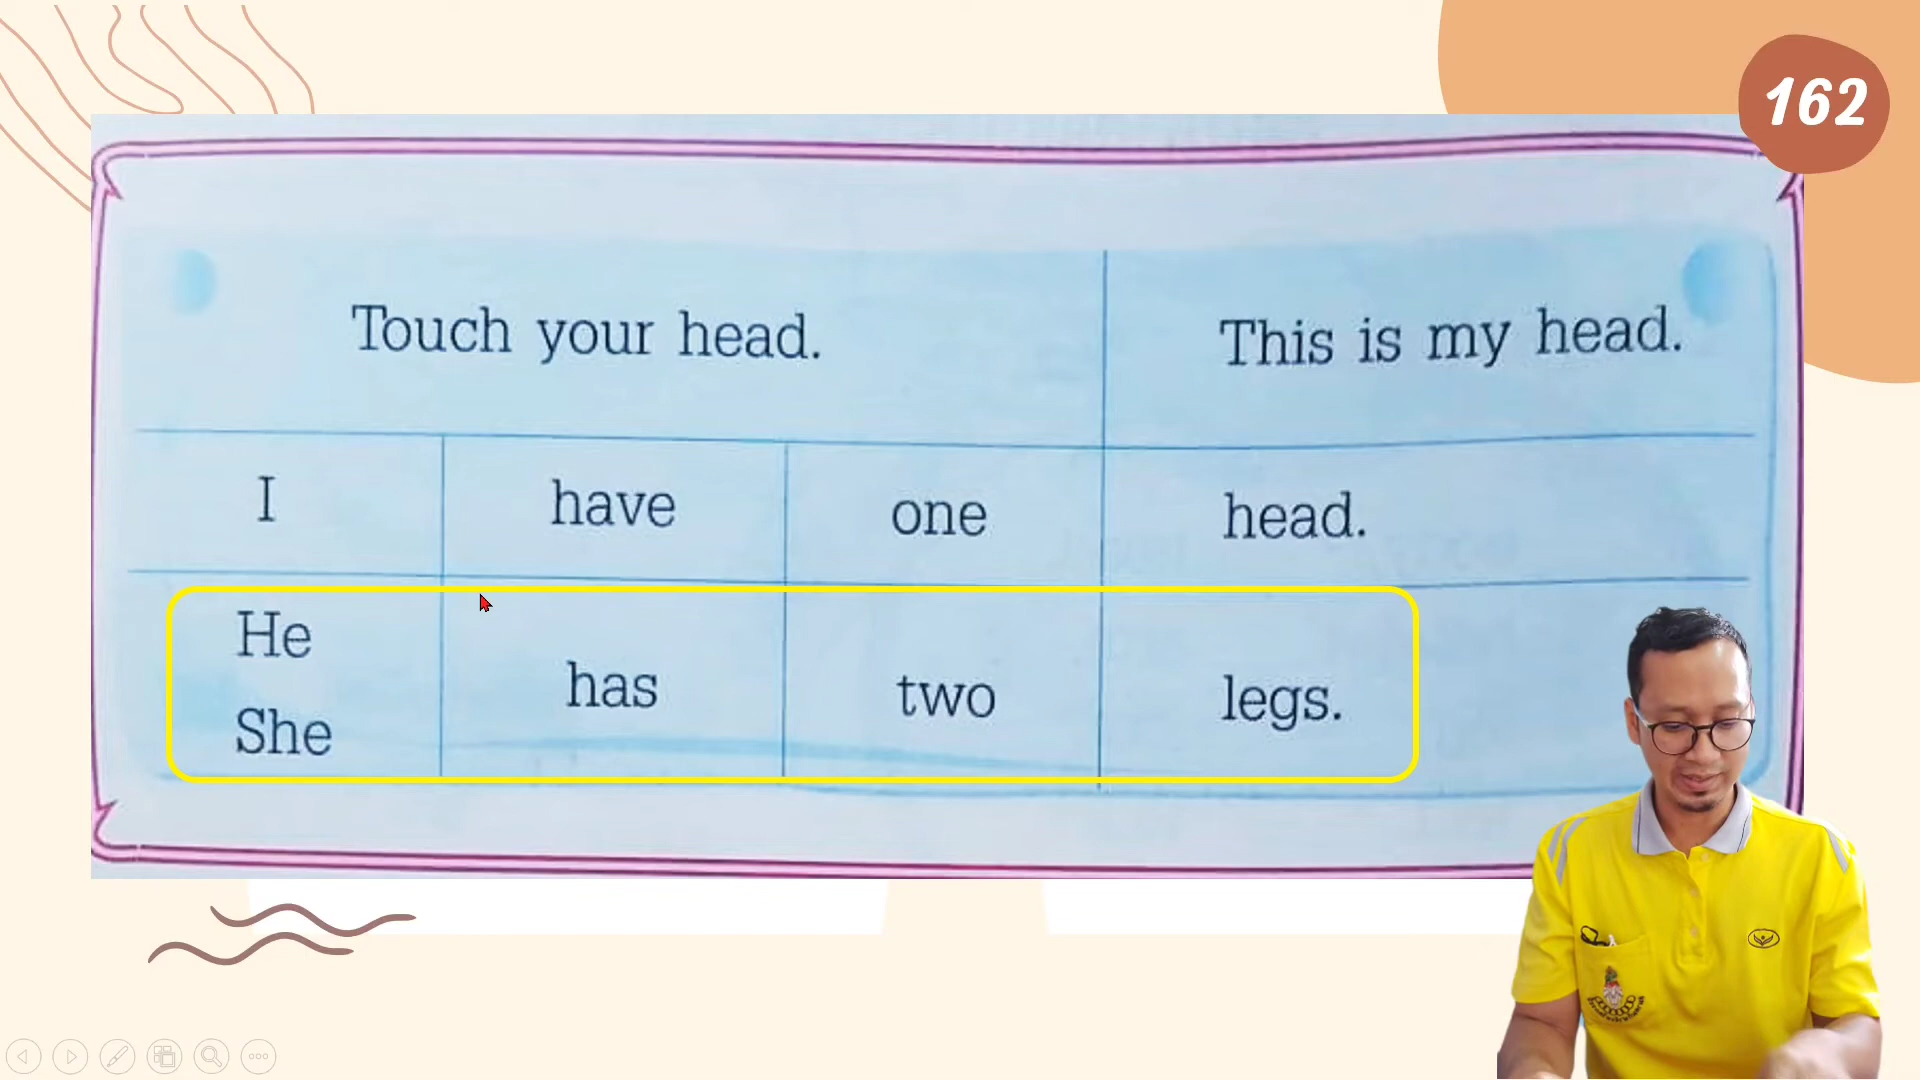 162
Touch your head. This is my head.
I have one head.
He
She
has two legs.